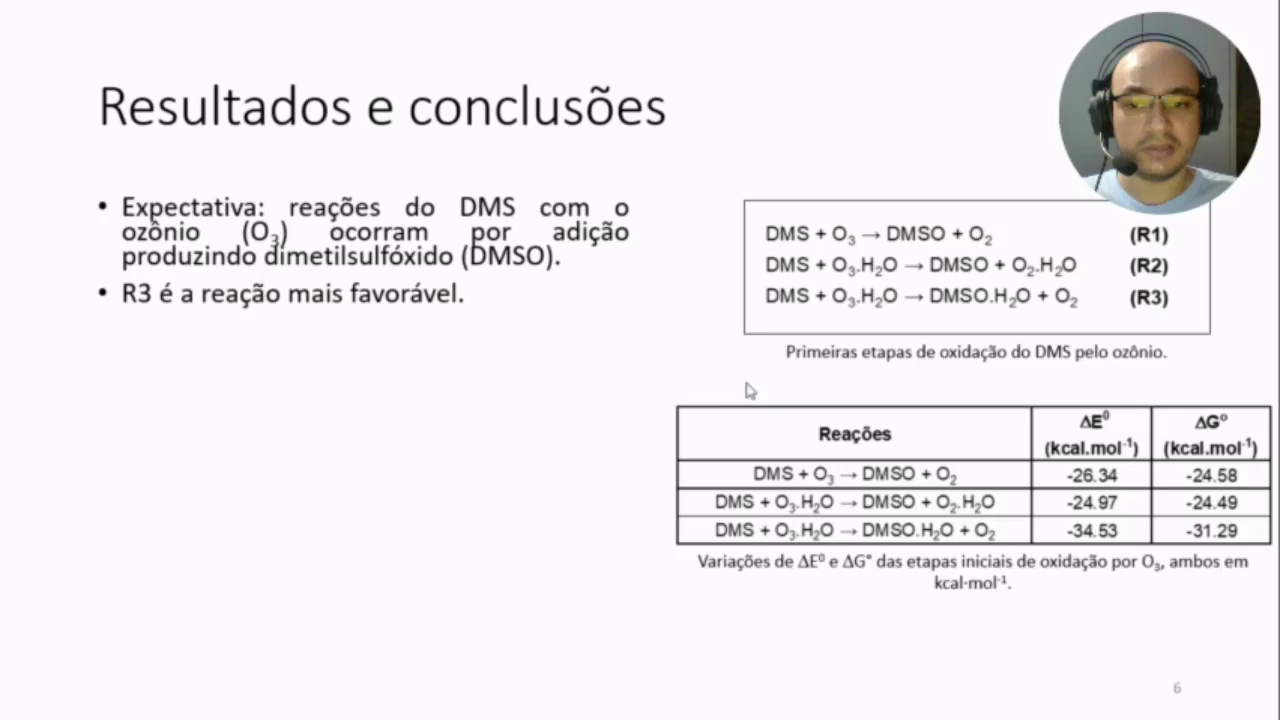 Resultados e conclusões
• Expectativa: reações do DMS com o
ozônio (O₃) ocorram por adição
produzindo dimetilsulfóxido (DMSO).
• R3 é a reação mais favorável.
DMS + O₃ → DMSO + O₂ (R1)
DMS + O₃.H₂O → DMSO + O₂.H₂O (R2)
DMS + O₃.H₂O → DMSO.H₂O + O₂ (R3)
Primeiras etapas de oxidação do DMS pelo ozônio.
Reações ΔE⁰ (kcal.mol⁻¹) ΔG° (kcal.mol⁻¹)
DMS + O₃ → DMSO + O₂ -26.34 -24.58
DMS + O₃.H₂O → DMSO + O₂.H₂O -24.97 -24.49
DMS + O₃.H₂O → DMSO.H₂O + O₂ -34.53 -31.29
Variações de ΔE⁰ e ΔG° das etapas iniciais de oxidação por O₃, ambos em
kcal·mol⁻¹.
6